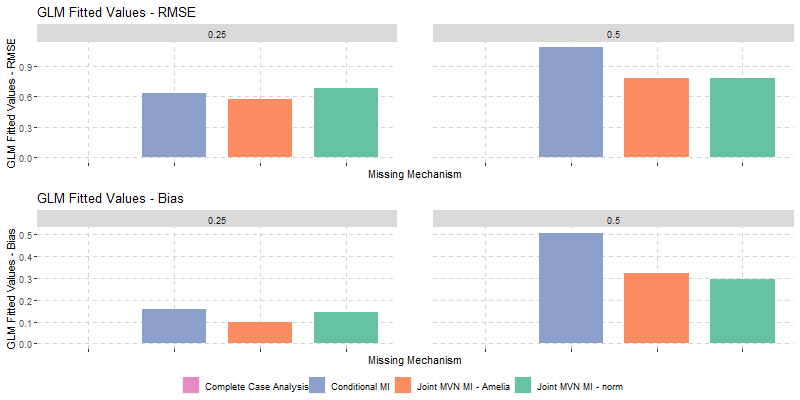 GLM Fitted Values - RMSE
0.25
0.5
GLM Fitted Values - RMSE
0.9
0.6
0.3
0.0
Missing Mechanism
GLM Fitted Values - Bias
0.25
0.5
GLM Fitted Values - Bias
0.5
0.4
0.3
0.2
0.1
0.0
Missing Mechanism
Complete Case Analysis Conditional MI Joint MVN MI - Amelia Joint MVN MI - norm